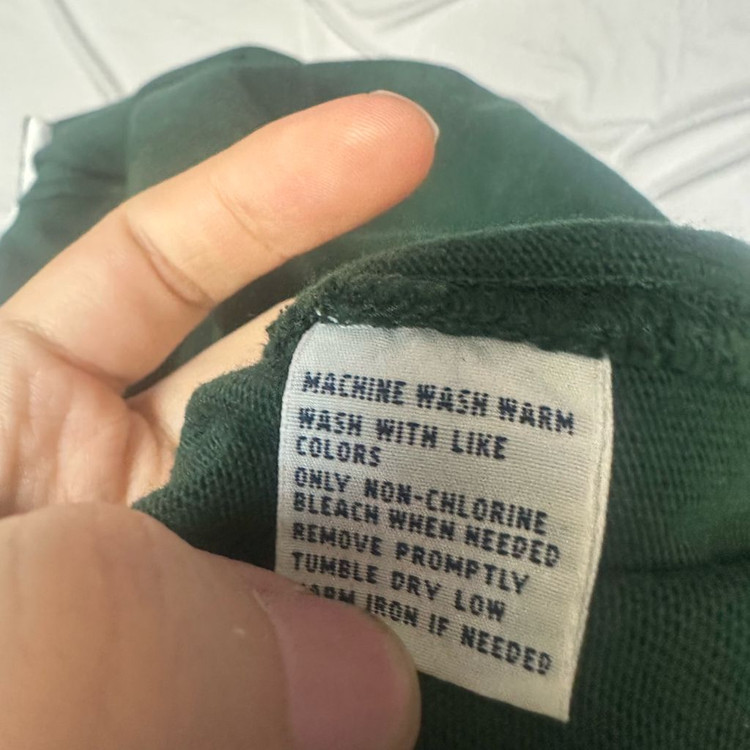 MACHINE WASH WARM
WASH WITH LIKE
COLORS
ONLY NON-CHLORINE
BLEACH WHEN NEEDED
REMOVE PROMPTLY
TUMBLE DRY LOW
WARM IRON IF NEEDED